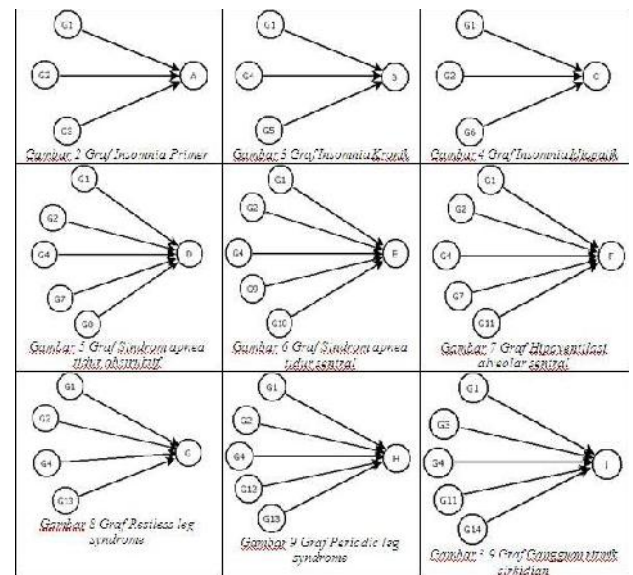 G1
G2
G3
A
Gambar 2 Graf Insomnia Primer
G1
G4
G5
Gambar 3 Graf Insomnia Kronik
G1
G2
G6
C
Gambar 4 Graf Insomnia
G1
G2
G4
G7
D
Gambar 5 Graf Sindrom apnea
tidur obstruktif
G1
G2
G4
G9
G10
E
Gambar 6 Graf Sindrom apnea
tidur sentral
G1
G2
G4
G7
G11
F
Gambar 7 Graf Hipoventilasi
alveolar sentral
G1
G2
G4
G13
G
Gambar 8 Graf Restless leg
syndrome
G1
G2
G4
G12
G13
H
Gambar 9 Graf Periodic leg
syndrome
G1
G3
G4
G11
G14
I
Graf Gangguan
sirkidian